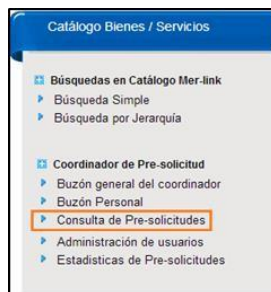 Catálogo Bienes / Servicios
Búsquedas en Catálogo Mer-link
Búsqueda Simple
Búsqueda por Jerarquía
Coordinador de Pre-solicitud
Buzón general del coordinador
Buzón Personal
Consulta de Pre-solicitudes
Administración de usuarios
Estadisticas de Pre-solicitudes